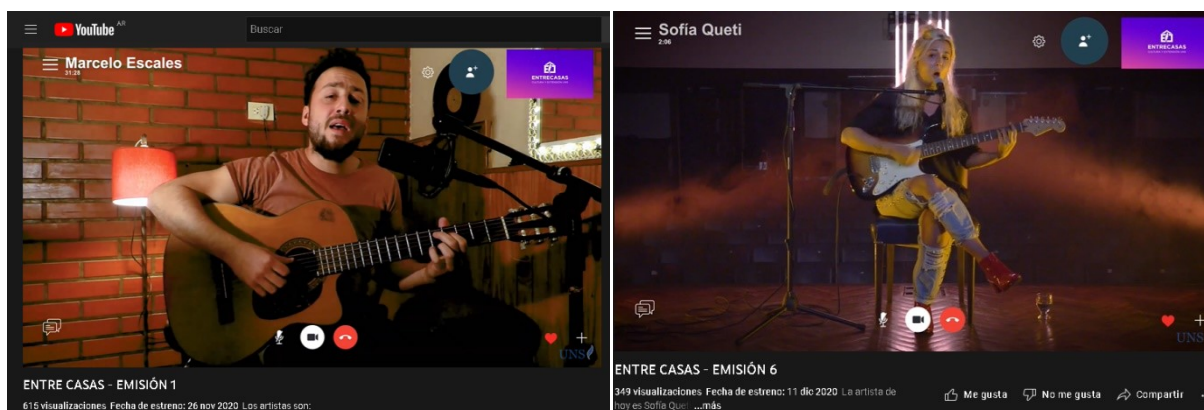 YouTube AR
Buscar
Marcelo Escales
31:28
ENTRECASAS
UNS
ENTRE CASAS - EMISIÓN 1
615 visualizaciones Fecha de estreno: 26 nov 2020 Los artistas son:
Sofía Queti
2:06
ENTRECASAS
UNS
ENTRE CASAS - EMISIÓN 6
349 visualizaciones Fecha de estreno: 11 dic 2020 La artista de
hoy es Sofía Queti ...más
Me gusta
No me gusta
Compartir